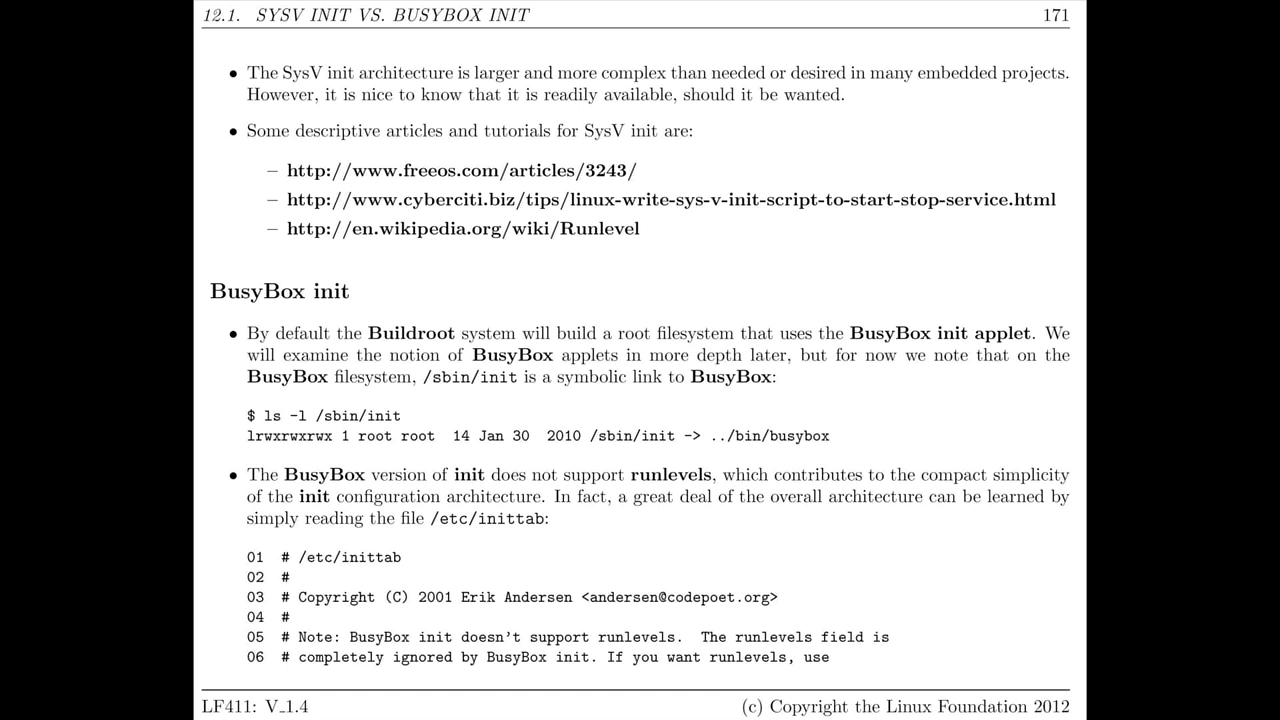 12.1. SYSV INIT VS. BUSYBOX INIT 171
• The SysV init architecture is larger and more complex than needed or desired in many embedded projects.
However, it is nice to know that it is readily available, should it be wanted.
• Some descriptive articles and tutorials for SysV init are:
– http://www.freeos.com/articles/3243/
– http://www.cyberciti.biz/tips/linux-write-sys-v-init-script-to-start-stop-service.html
– http://en.wikipedia.org/wiki/Runlevel
BusyBox init
• By default the Buildroot system will build a root filesystem that uses the BusyBox init applet. We
will examine the notion of BusyBox applets in more depth later, but for now we note that on the
BusyBox filesystem, /sbin/init is a symbolic link to BusyBox:
$ ls -l /sbin/init
lrwxrwxrwx 1 root root  14 Jan 30  2010 /sbin/init -> ../bin/busybox
• The BusyBox version of init does not support runlevels, which contributes to the compact simplicity
of the init configuration architecture. In fact, a great deal of the overall architecture can be learned by
simply reading the file /etc/inittab:
01  # /etc/inittab
02  #
03  # Copyright (C) 2001 Erik Andersen <andersen@codepoet.org>
04  #
05  # Note: BusyBox init doesn't support runlevels.  The runlevels field is
06  # completely ignored by BusyBox init. If you want runlevels, use
LF411: V_1.4 (c) Copyright the Linux Foundation 2012